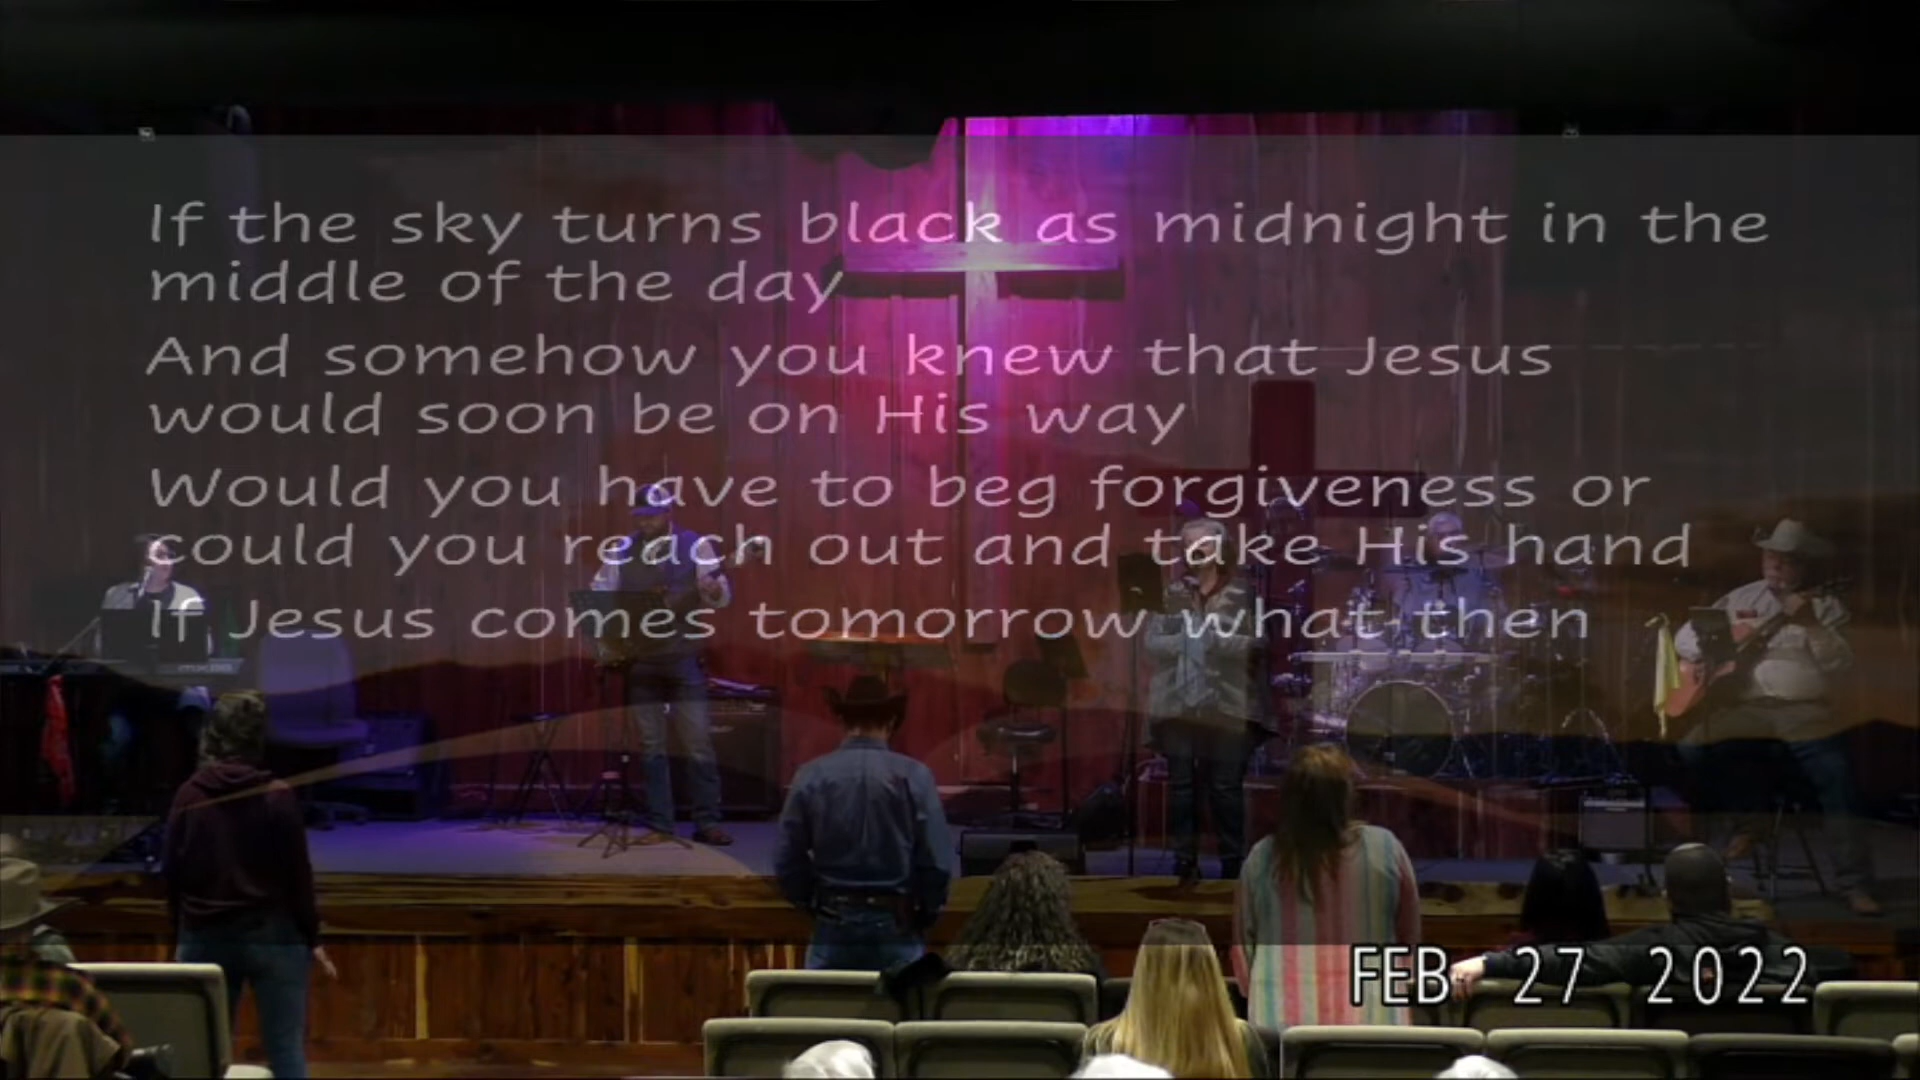 If the sky turns black as midnight in the
middle of the day
And somehow you knew that Jesus
would soon be on His way
Would you have to beg forgiveness or
could you reach out and take His hand
If Jesus comes tomorrow what then
FEB 27 2022